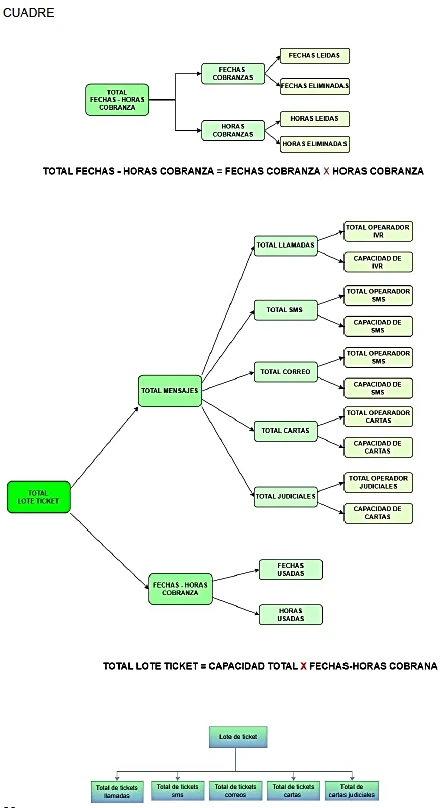 CUADRE
FECHAS LEIDAS
FECHAS
COBRANZAS
FECHAS ELIMINADAS
TOTAL
FECHAS - HORAS
COBRANZA
HORAS LEIDAS
HORAS
COBRANZAS
HORAS ELIMINADAS
TOTAL FECHAS - HORAS COBRANZA = FECHAS COBRANZA X HORAS COBRANZA
TOTAL OPEARADOR
IVR
TOTAL LLAMADAS
CAPACIDAD DE
IVR
TOTAL OPEARADOR
SMS
TOTAL SMS
CAPACIDAD DE
SMS
TOTAL OPEARADOR
SMS
TOTAL CORREO
CAPACIDAD DE
SMS
TOTAL MENSAJES
TOTAL OPEARADOR
CARTAS
TOTAL CARTAS
CAPACIDAD DE
CARTAS
TOTAL OPERADOR
JUDICIALES
TOTAL JUDICIALES
CAPACIDAD DE
CARTAS
TOTAL
LOTE TICKET
FECHAS
USADAS
FECHAS - HORAS
COBRANZA
HORAS
USADAS
TOTAL LOTE TICKET = CAPACIDAD TOTAL X FECHAS-HORAS COBRANA
Lote de ticket
Total de tickets
llamadas
Total de tickets
sms
Total de tickets
correos
Total de tickets
cartas
Total de
cartas judiciales